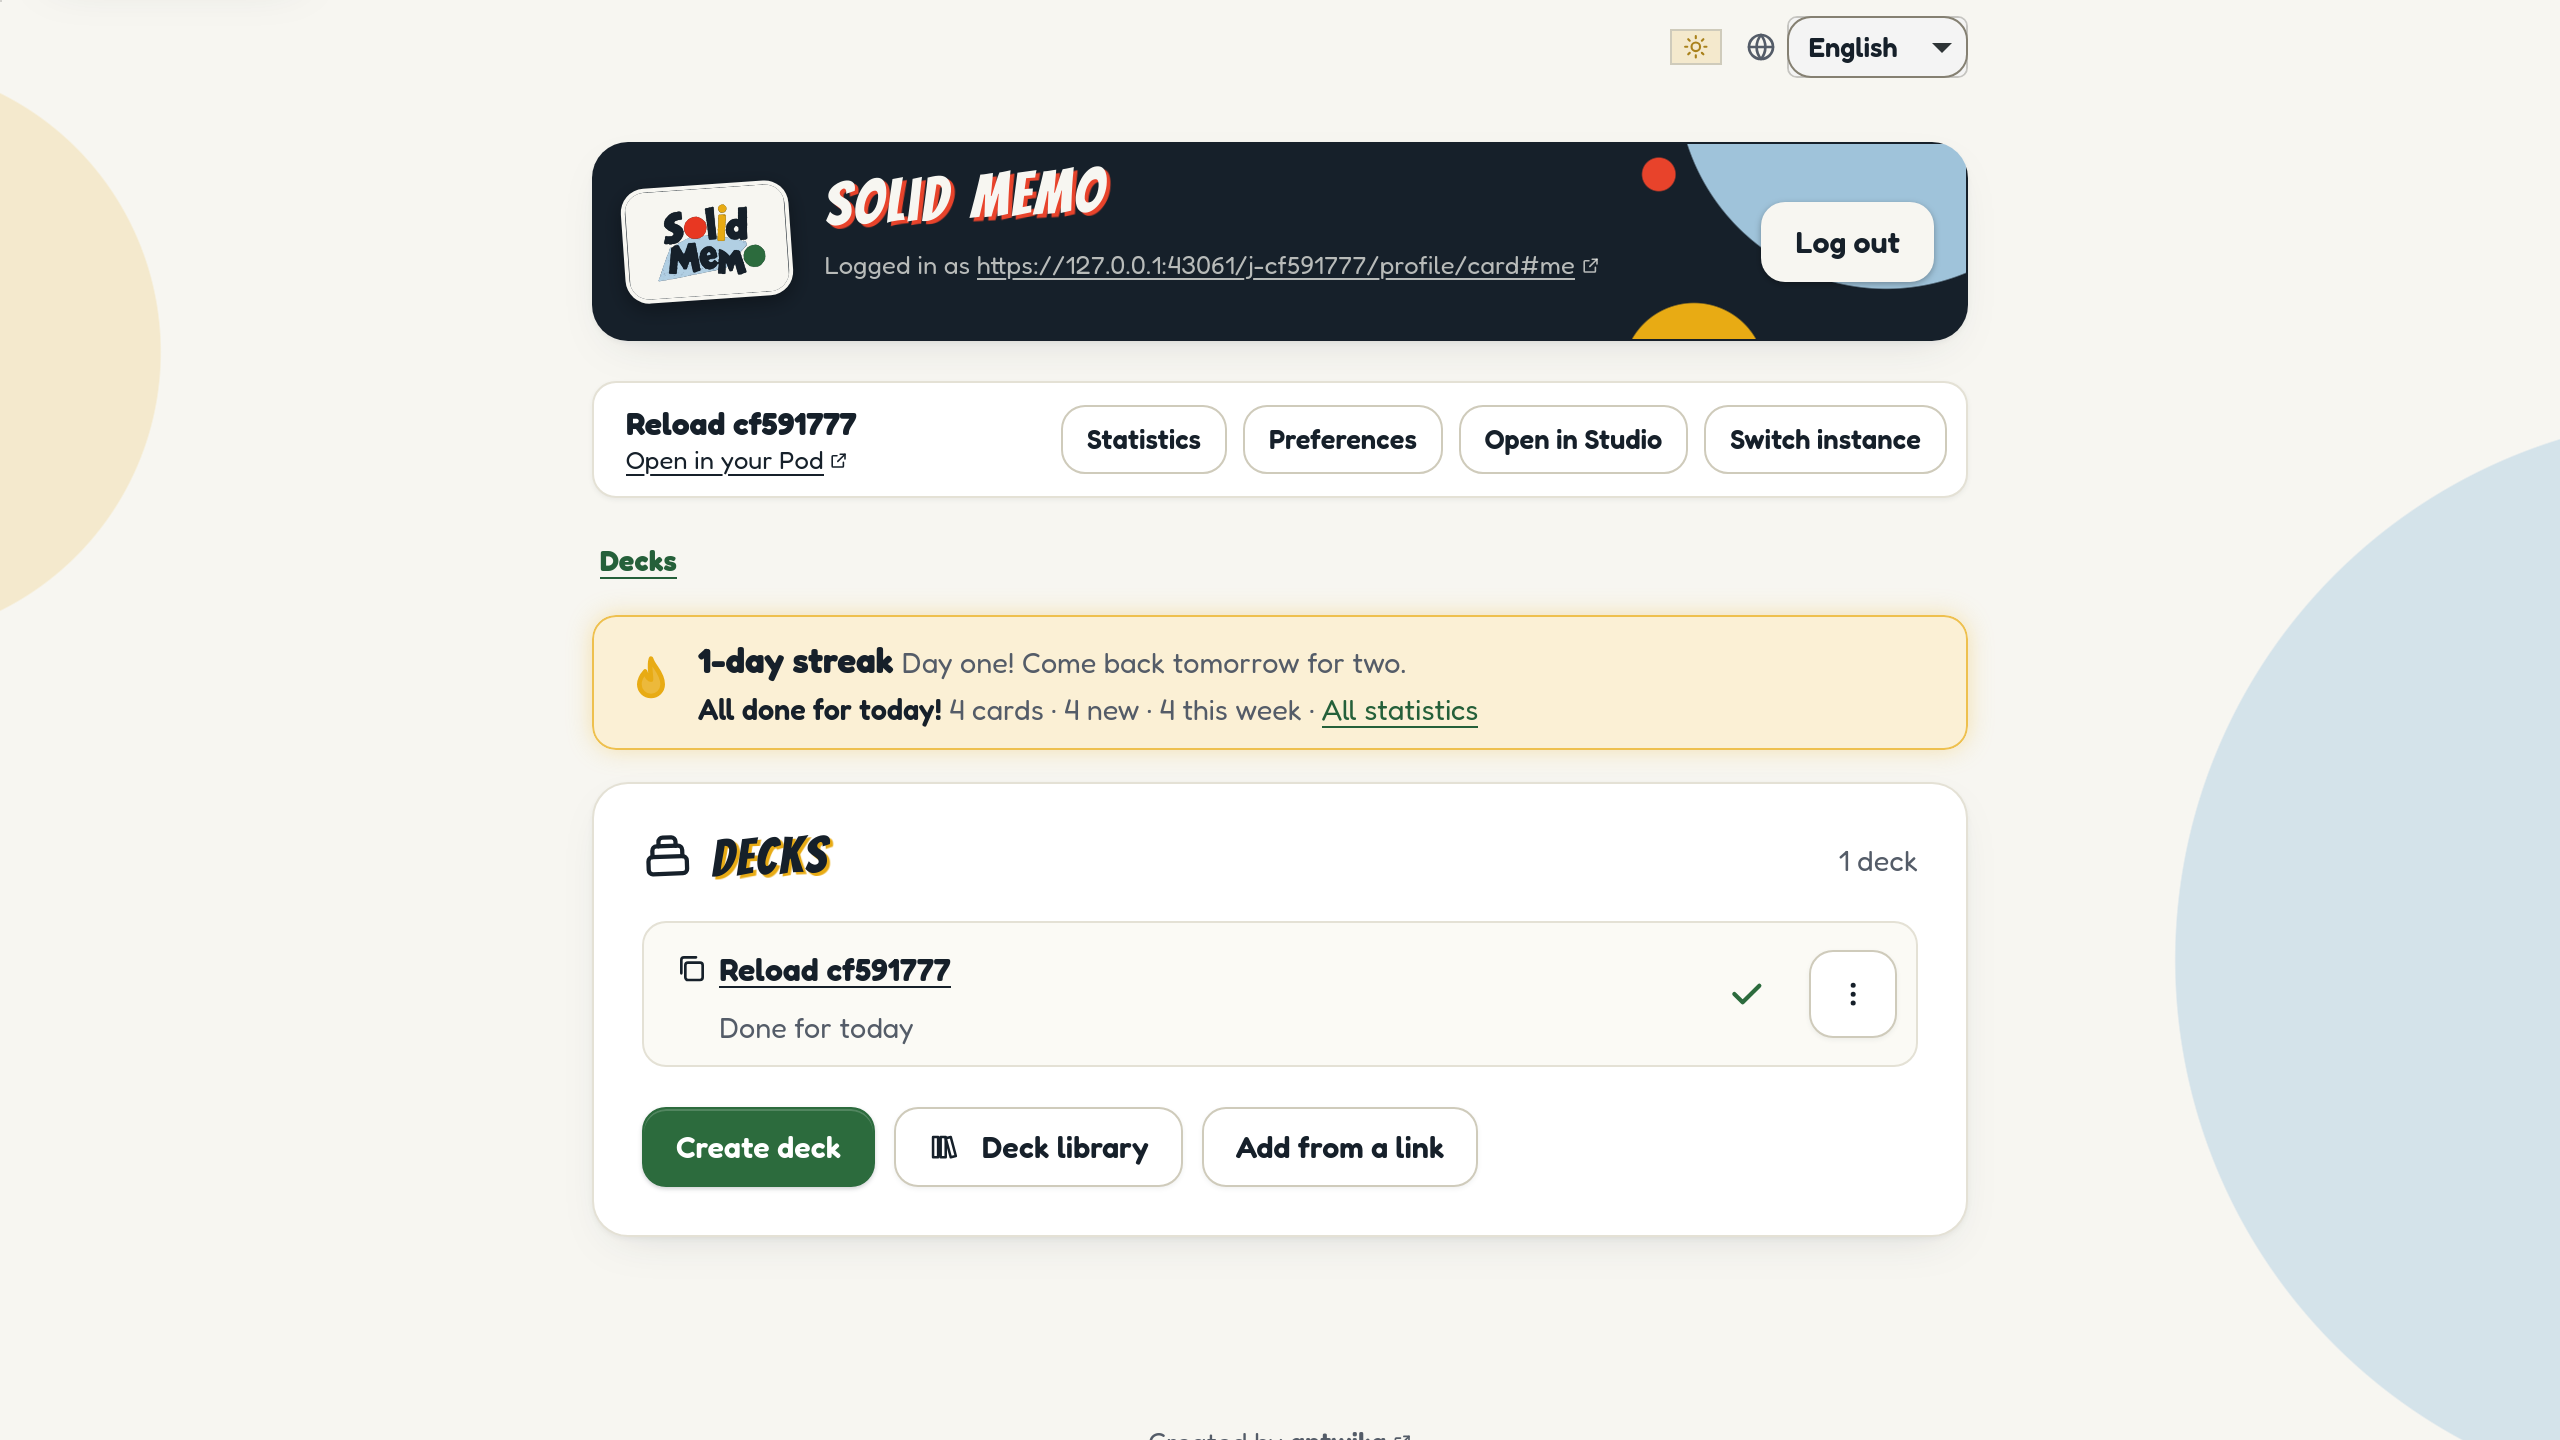 English
Solid
Memo
SOLID MEMO
Logged in as https://127.0.0.1:43061/j-cf591777/profile/card#me
Log out
Reload cf591777
Open in your Pod
Statistics
Preferences
Open in Studio
Switch instance
Decks
1-day streak Day one! Come back tomorrow for two.
All done for today! 4 cards · 4 new · 4 this week · All statistics
DECKS
1 deck
Reload cf591777
Done for today
Create deck
Deck library
Add from a link
Created by antwika